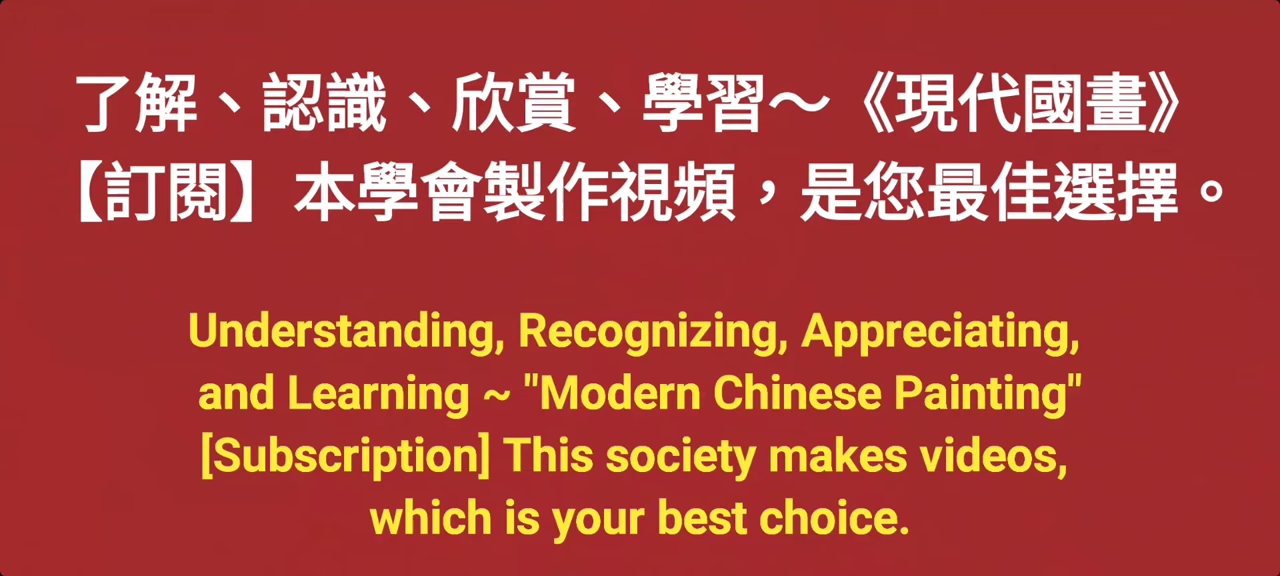 了解、認識、欣賞、學習～《現代國畫》
【訂閱】本學會製作視頻，是您最佳選擇。
Understanding, Recognizing, Appreciating,
and Learning ~ "Modern Chinese Painting"
[Subscription] This society makes videos,
which is your best choice.